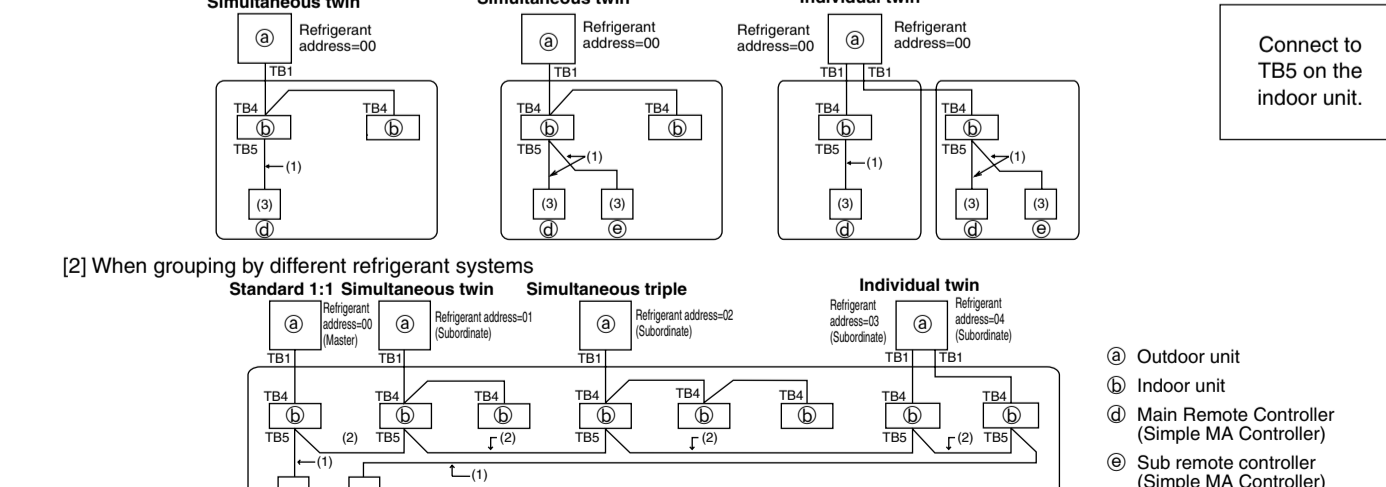 Simultaneous twin
Simultaneous twin
Individual twin
ⓐ
Refrigerant
address=00
ⓐ
Refrigerant
address=00
Refrigerant
address=00
ⓐ
Refrigerant
address=00
Connect to
TB5 on the
indoor unit.
TB1
TB1
TB1 TB1
TB4 TB4 TB4 TB4 TB4 TB4
ⓑ ⓑ ⓑ ⓑ ⓑ ⓑ
TB5 TB5 TB5 TB5
(1) (1) (1) (1)
(3) (3) (3) (3) (3) (3)
ⓓ ⓓ ⓔ ⓓ ⓓ ⓔ
[2] When grouping by different refrigerant systems
Standard 1:1 Simultaneous twin Simultaneous triple Individual twin
ⓐ
Refrigerant
address=00
(Master)
ⓐ
Refrigerant address=01
(Subordinate)
ⓐ
Refrigerant address=02
(Subordinate)
Refrigerant
address=03
(Subordinate)
ⓐ
Refrigerant
address=04
(Subordinate)
TB1 TB1 TB1 TB1 TB1
TB4 TB4 TB4 TB4 TB4 TB4 TB4 TB4
ⓑ ⓑ ⓑ ⓑ ⓑ ⓑ ⓑ ⓑ
TB5 (2) TB5 (2) TB5 (2) TB5 (2) TB5
(1)
(1)
ⓐ Outdoor unit
ⓑ Indoor unit
ⓓ Main Remote Controller
(Simple MA Controller)
ⓔ Sub remote controller
(Simple MA Controller)